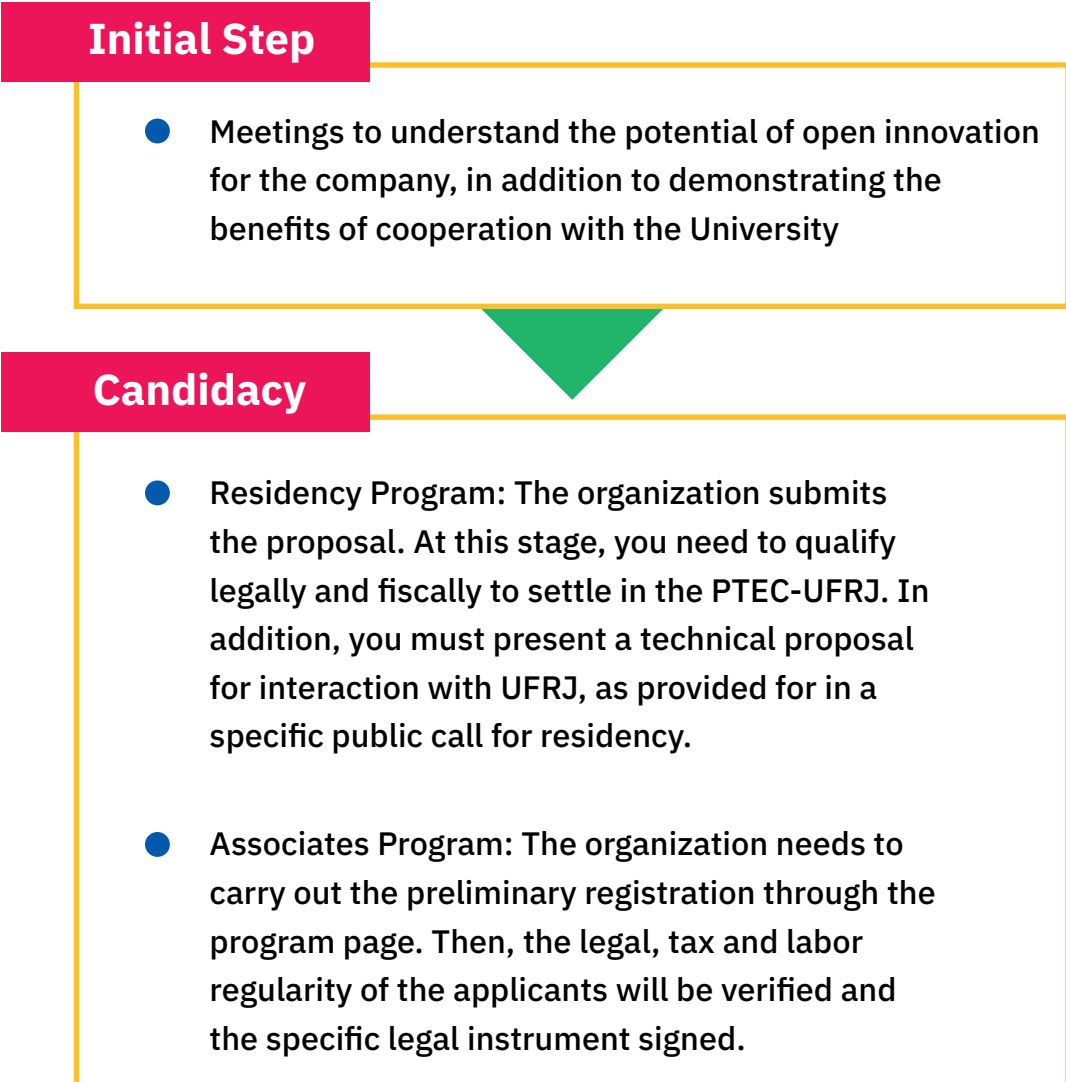 Initial Step
Meetings to understand the potential of open innovation
for the company, in addition to demonstrating the
benefits of cooperation with the University
Candidacy
Residency Program: The organization submits
the proposal. At this stage, you need to qualify
legally and fiscally to settle in the PTEC-UFRJ. In
addition, you must present a technical proposal
for interaction with UFRJ, as provided for in a
specific public call for residency.
Associates Program: The organization needs to
carry out the preliminary registration through the
program page. Then, the legal, tax and labor
regularity of the applicants will be verified and
the specific legal instrument signed.